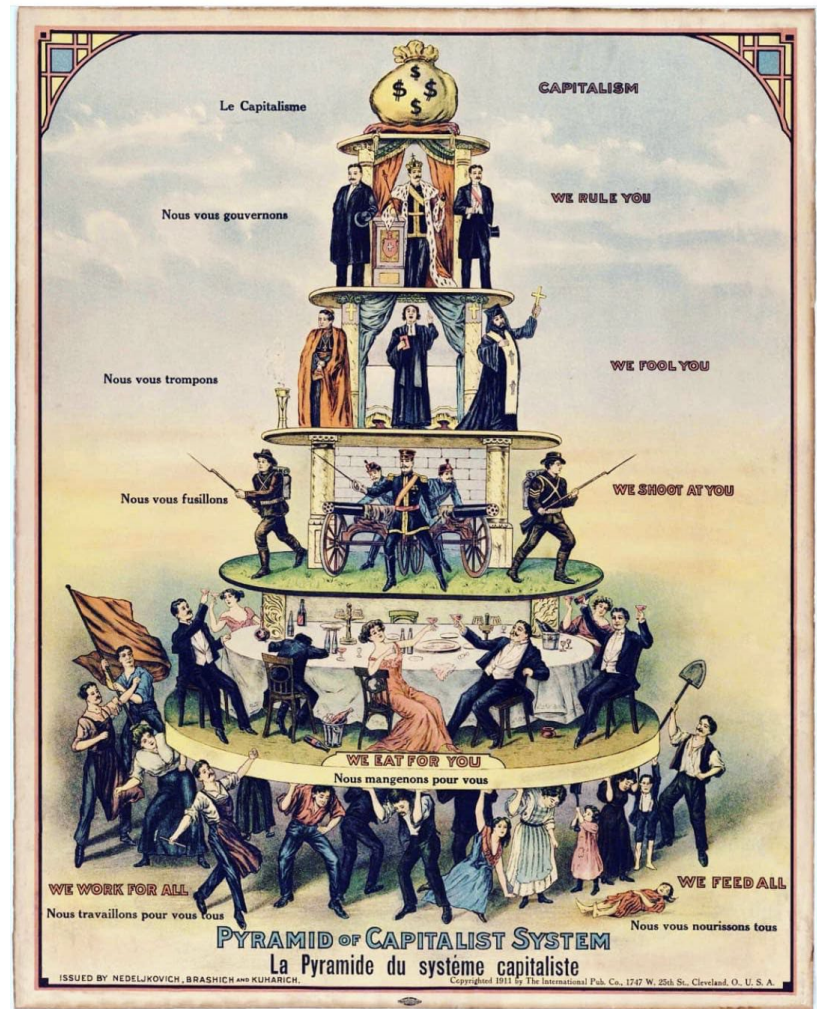 Le Capitalisme
CAPITALISM
Nous vous gouvernons
WE RULE YOU
Nous vous trompons
WE FOOL YOU
Nous vous fusillons
WE SHOOT AT YOU
WE EAT FOR YOU
Nous mangenons pour vous
WE WORK FOR ALL
Nous travaillons pour vous tous
WE FEED ALL
Nous vous nourissons tous
PYRAMID OF CAPITALIST SYSTEM
La Pyramide du système capitaliste
ISSUED BY NEDELJKOVICH, BRASHICH AND KUHARICH.
Copyrighted 1911 by The International Pub. Co., 1747 W. 25th St., Cleveland, O., U. S. A.